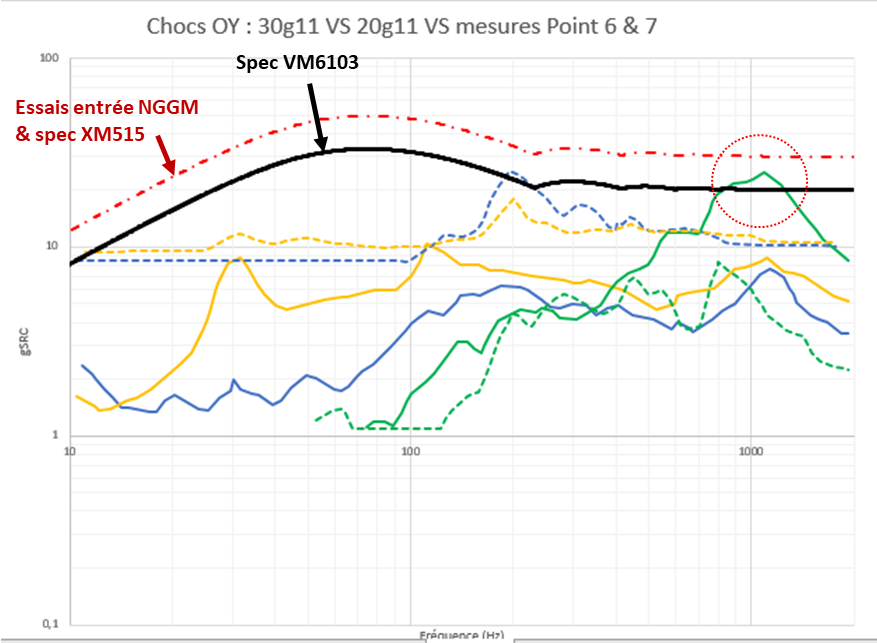 Chocs OY : 30g11 VS 20g11 VS mesures Point 6 & 7
100
Spec VM6103
Essais entrée NGGM
& spec XM515
10
gSRC
1
10
100
1000
0,1
Fréquence (Hz)